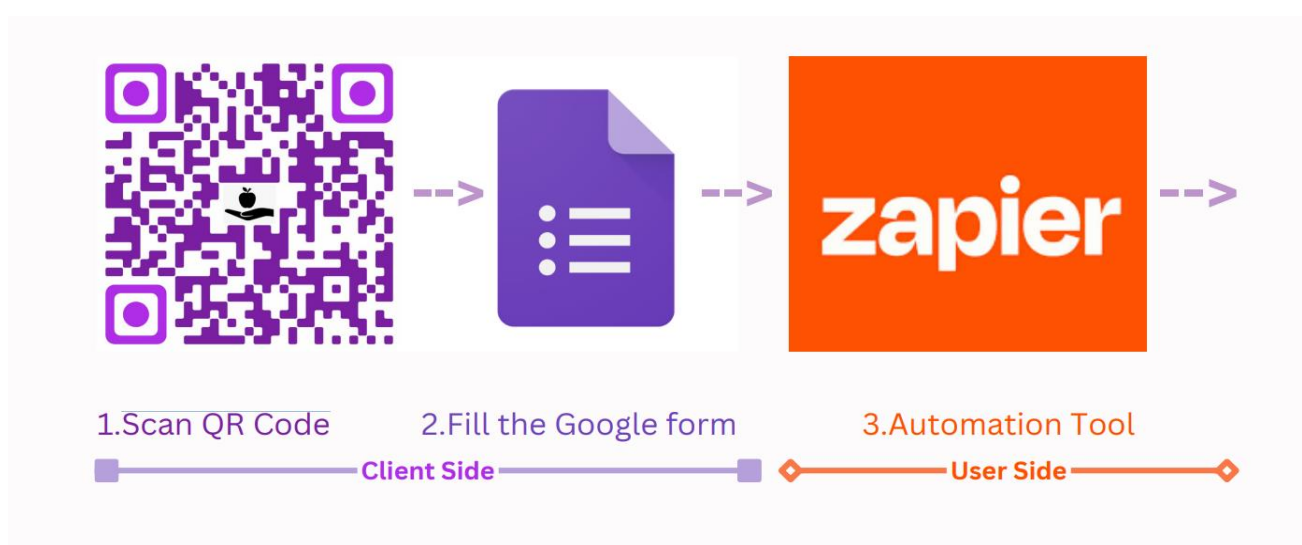 zapier
1.Scan QR Code
2.Fill the Google form
3.Automation Tool
Client Side
User Side